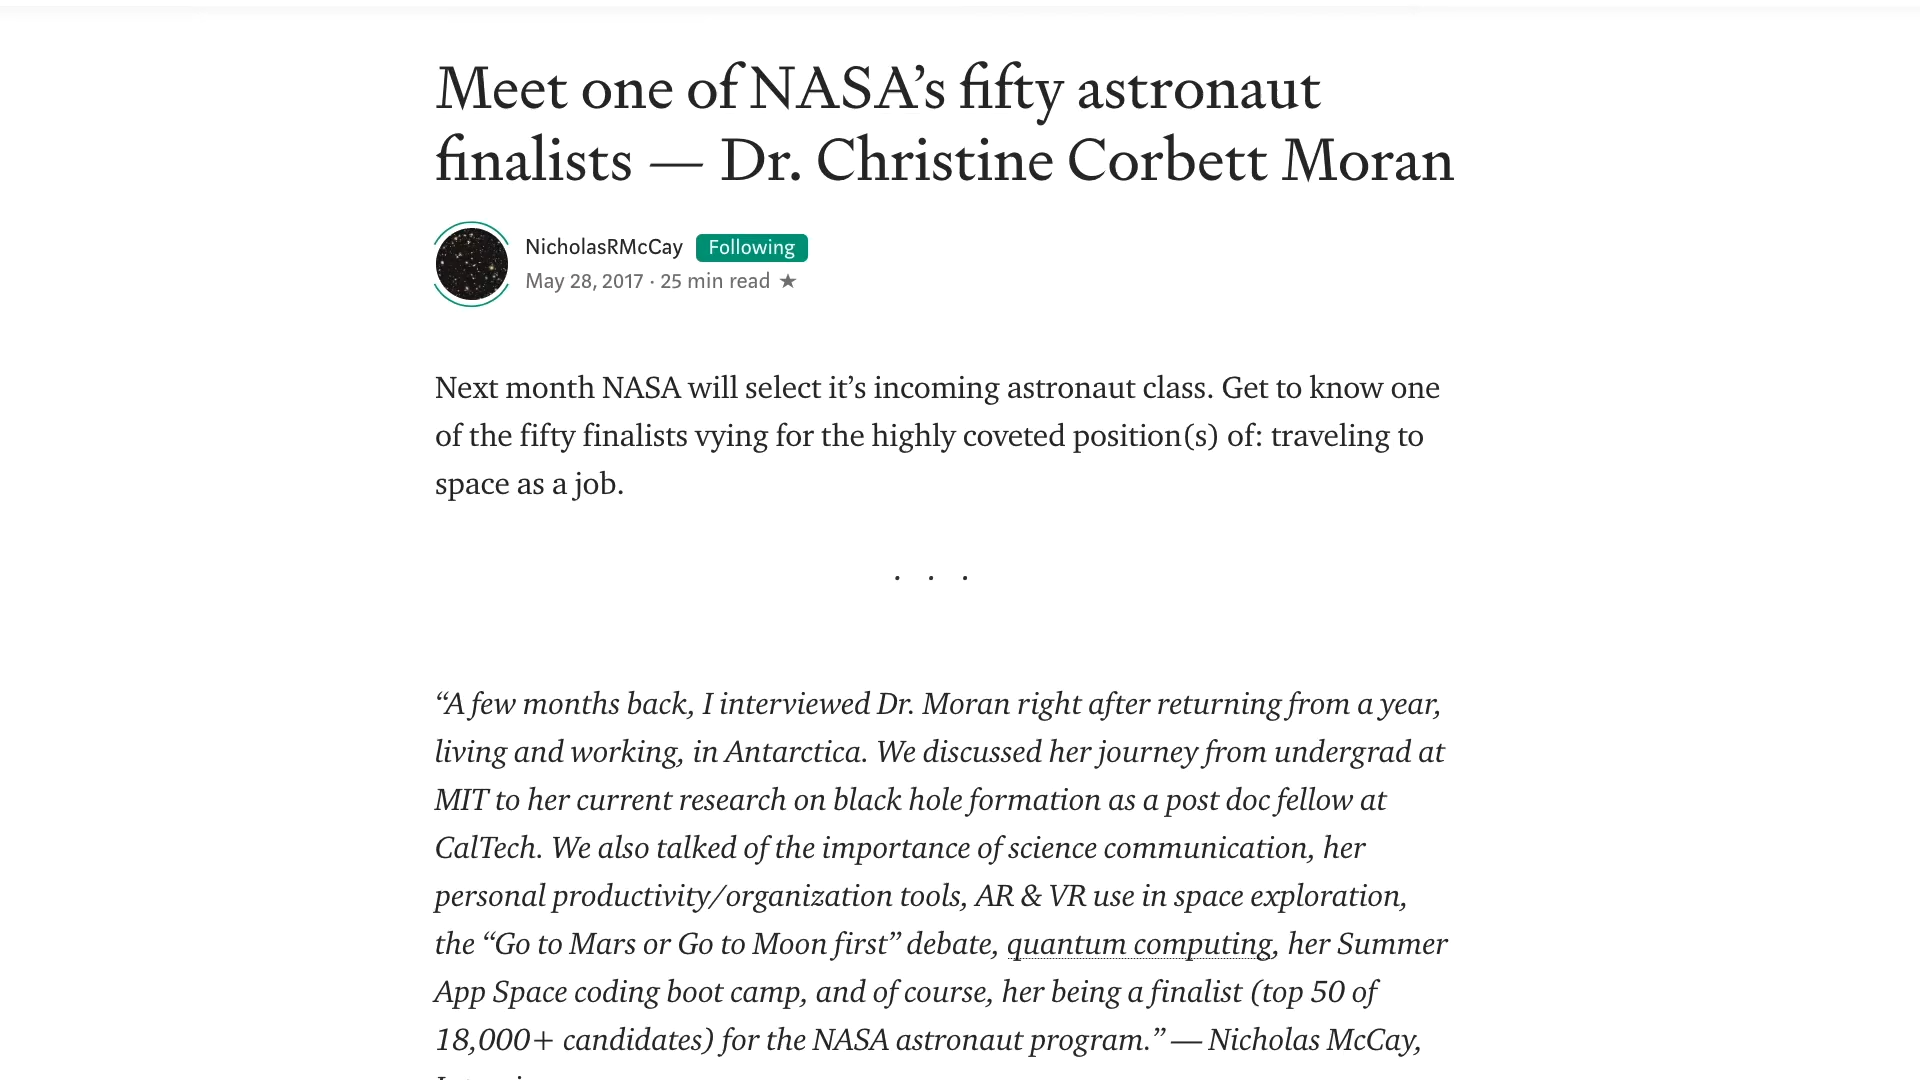 Meet one of NASA’s fifty astronaut
finalists — Dr. Christine Corbett Moran
NicholasRMcCay Following
May 28, 2017 · 25 min read ★
Next month NASA will select it’s incoming astronaut class. Get to know one
of the fifty finalists vying for the highly coveted position(s) of: traveling to
space as a job.
. . .
“A few months back, I interviewed Dr. Moran right after returning from a year,
living and working, in Antarctica. We discussed her journey from undergrad at
MIT to her current research on black hole formation as a post doc fellow at
CalTech. We also talked of the importance of science communication, her
personal productivity/organization tools, AR & VR use in space exploration,
the “Go to Mars or Go to Moon first” debate, quantum computing, her Summer
App Space coding boot camp, and of course, her being a finalist (top 50 of
18,000+ candidates) for the NASA astronaut program.” — Nicholas McCay,